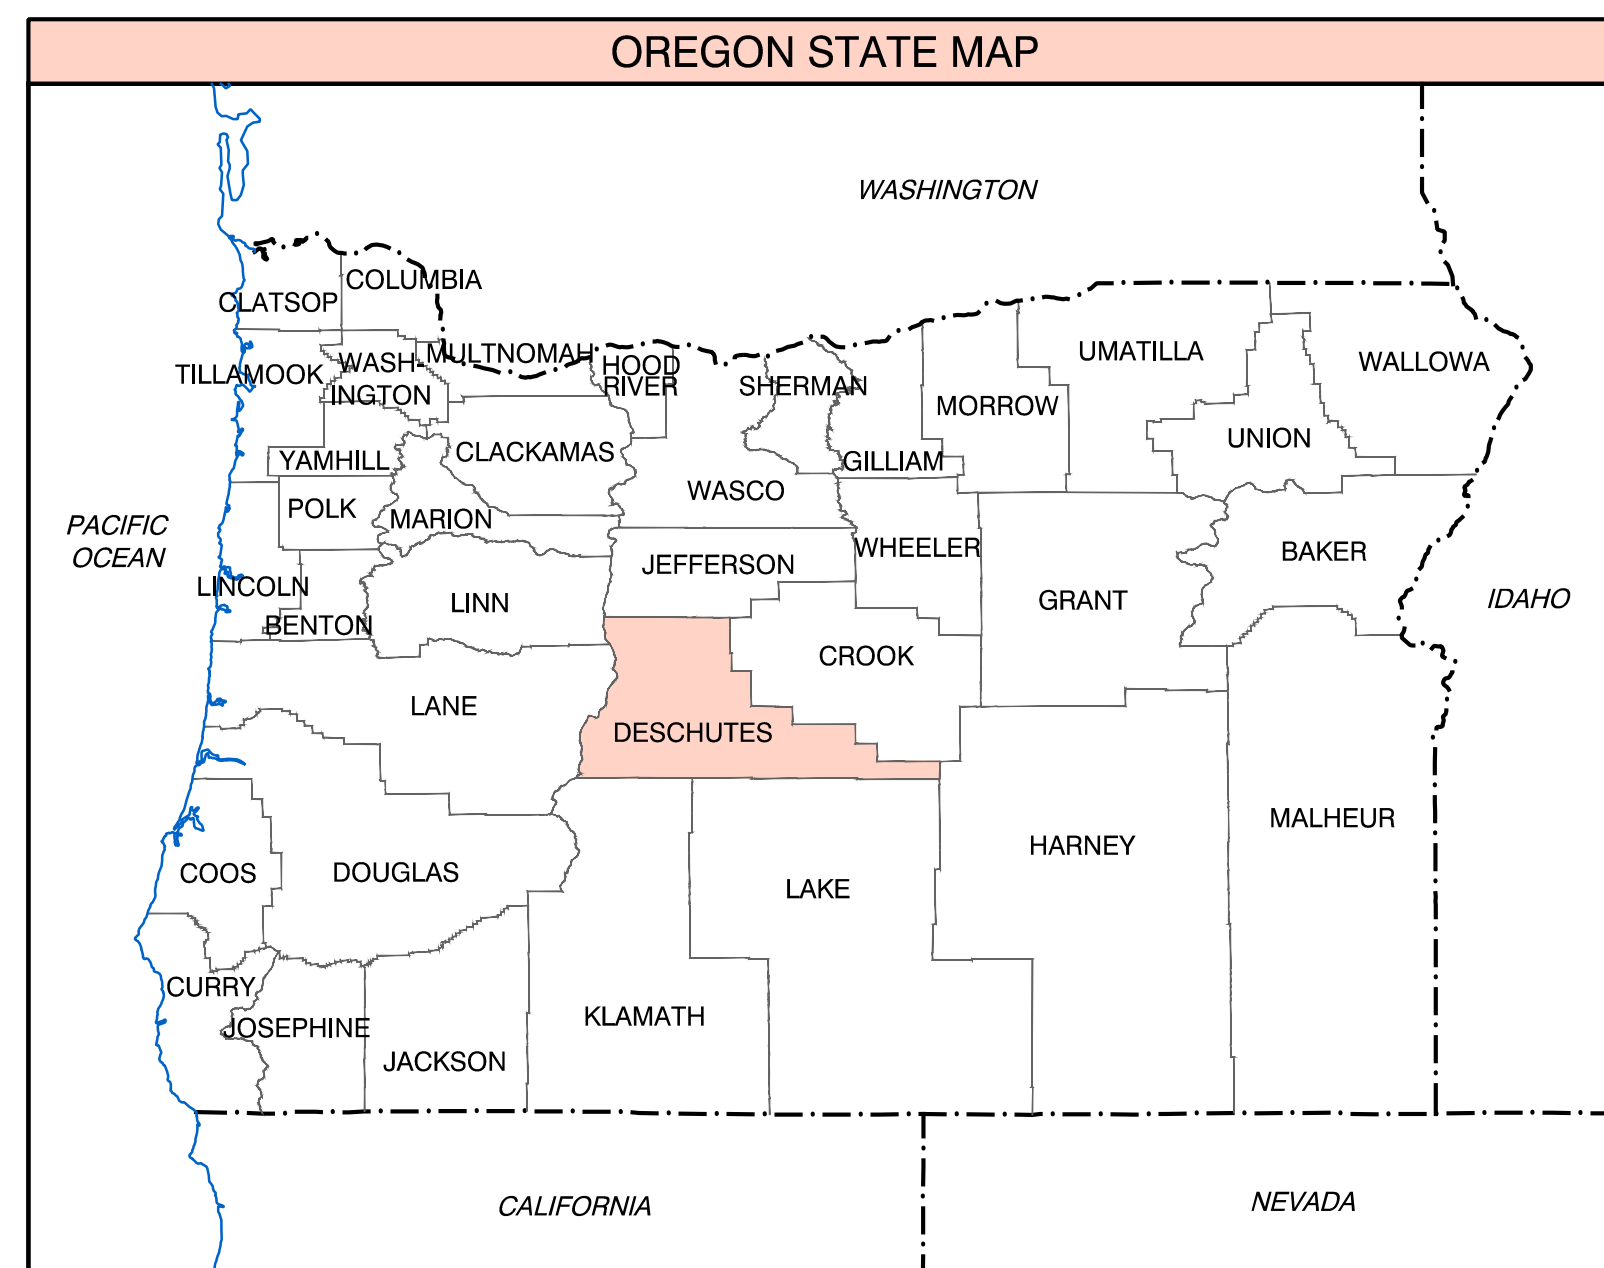 OREGON STATE MAP
WASHINGTON
COLUMBIA
CLATSOP
TILLAMOOK
WASH-
INGTON
MULTNOMAH
HOOD
RIVER
SHERMAN
UMATILLA
WALLOWA
MORROW
UNION
YAMHILL
CLACKAMAS
GILLIAM
WASCO
POLK
MARION
PACIFIC
OCEAN
JEFFERSON
WHEELER
BAKER
LINCOLN
LINN
GRANT
IDAHO
BENTON
CROOK
LANE
DESCHUTES
MALHEUR
HARNEY
COOS
DOUGLAS
LAKE
CURRY
JOSEPHINE
KLAMATH
JACKSON
CALIFORNIA
NEVADA